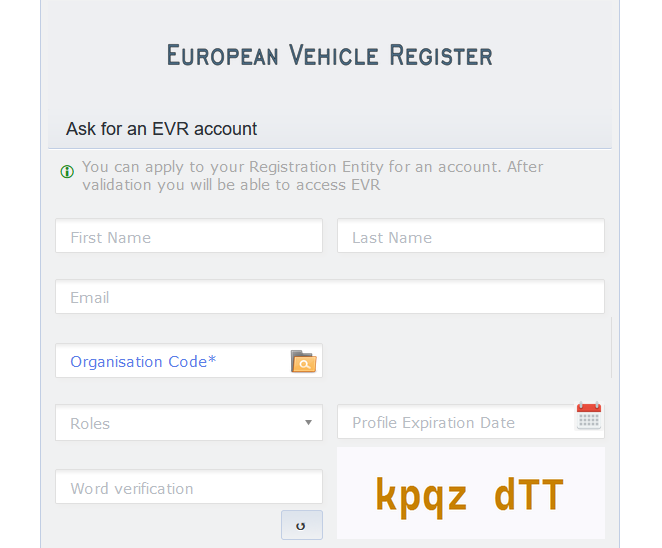 European Vehicle Register
Ask for an EVR account
You can apply to your Registration Entity for an account. After
validation you will be able to access EVR
First Name
Last Name
Email
Organisation Code*
Roles
Profile Expiration Date
Word verification
kpqz dTT